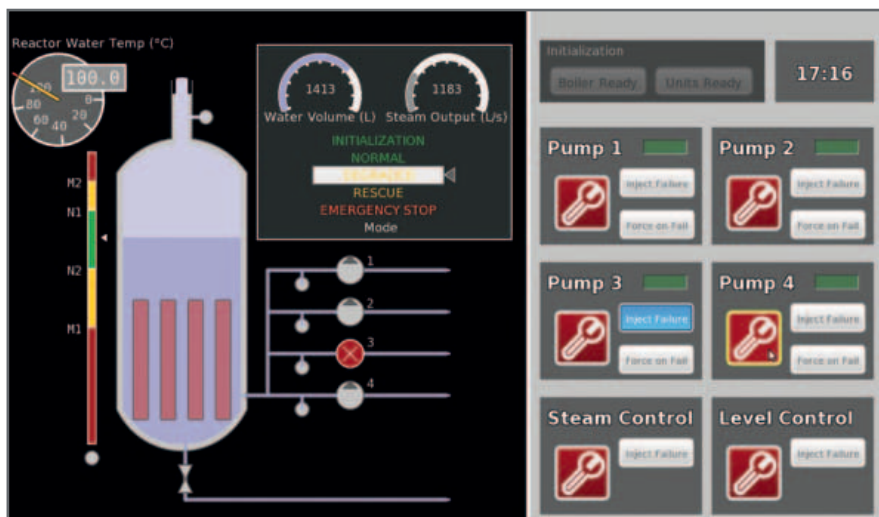 Reactor Water Temp (°C)
100.0
100
80
60
40
20
0
1413
1183
Water Volume (L)
Steam Output (L/s)
INITIALIZATION
NORMAL
RESCUE
EMERGENCY STOP
Mode
M2
N1
N2
M1
1
2
3
4
Initialization
Boiler Ready
Units Ready
17:16
Pump 1
Inject Failure
Force on Fail
Pump 2
Inject Failure
Force on Fail
Pump 3
Inject Failure
Force on Fail
Pump 4
Inject Failure
Force on Fail
Steam Control
Inject Failure
Level Control
Inject Failure